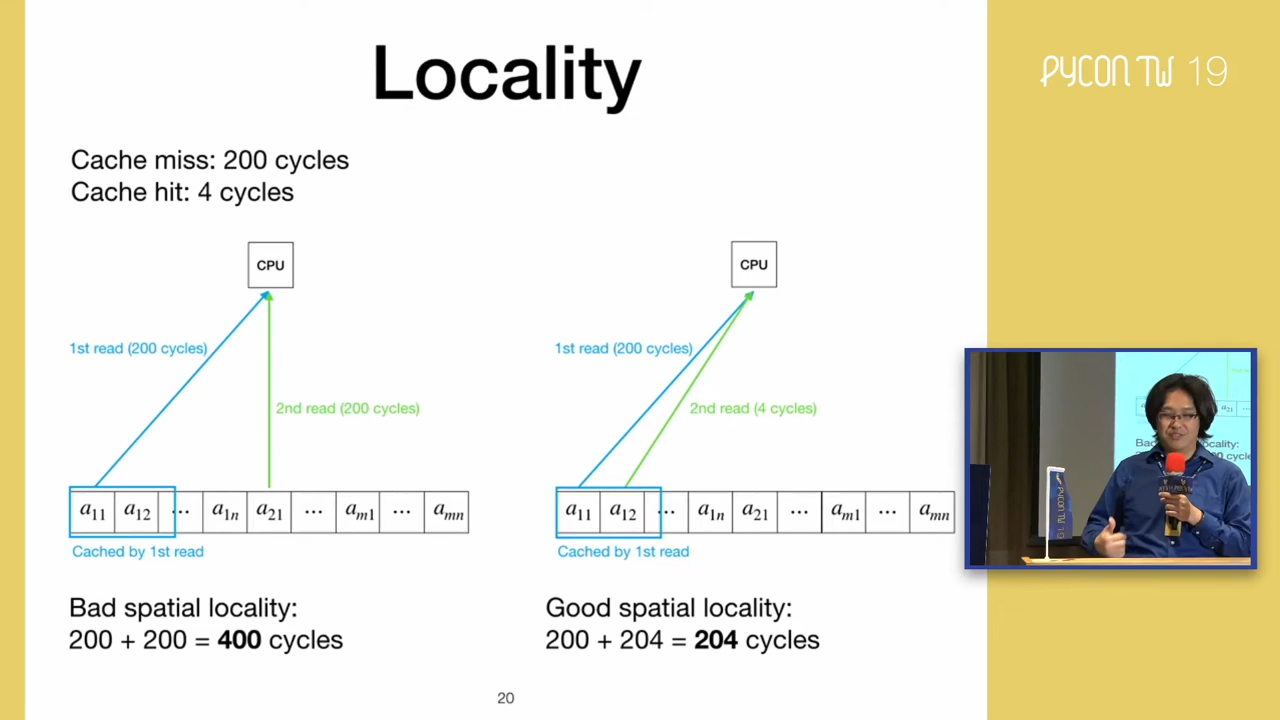 Locality
PYCON TW 19
Cache miss: 200 cycles
Cache hit: 4 cycles
CPU
CPU
1st read (200 cycles)
2nd read (200 cycles)
1st read (200 cycles)
2nd read (4 cycles)
a11 a12 ... a1n a21 ... am1 ... amn
a11 a12 ... a1n a21 ... am1 ... amn
Cached by 1st read
Cached by 1st read
Bad spatial locality:
200 + 200 = 400 cycles
Good spatial locality:
200 + 204 = 204 cycles
20
PYCON TW 19